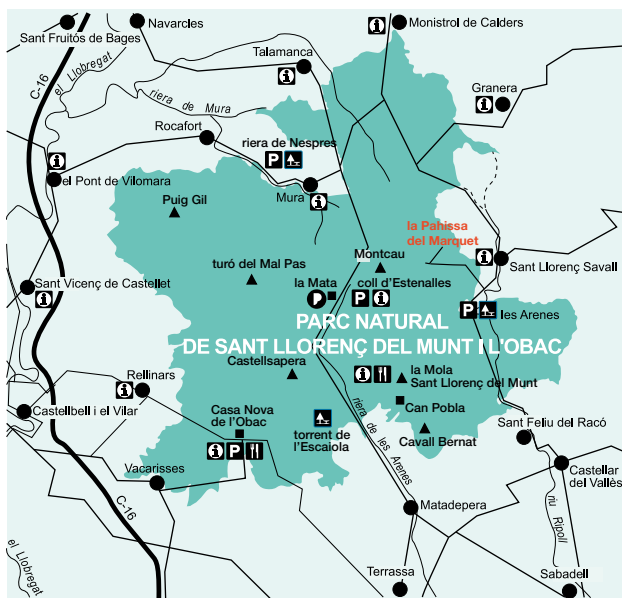 Navarcles
Monistrol de Calders
Sant Fruitós de Bages
el Llobregat
C-16
Talamanca
Granera
riera de Mura
Rocafort
riera de Nespres
P
el Pont de Vilomara
Mura
Puig Gil
la Pahissa
del Marquet
Montcau
Sant Llorenç Savall
turó del Mal Pas
la Mata
coll d'Estenalles
P
P
Sant Vicenç de Castellet
P
les Arenes
PARC NATURAL
DE SANT LLORENÇ DEL MUNT I L'OBAC
Castellsapera
la Mola
Sant Llorenç del Munt
Rellinars
Can Pobla
Castellbell i el Vilar
Casa Nova
de l'Obac
P
torrent de
l'Escaiola
riera de les Arenes
Cavall Bernat
Sant Feliu del Racó
Castellar
del Vallès
Vacarisses
C-16
Matadepera
riu Ripoll
el Llobregat
Terrassa
Sabadell